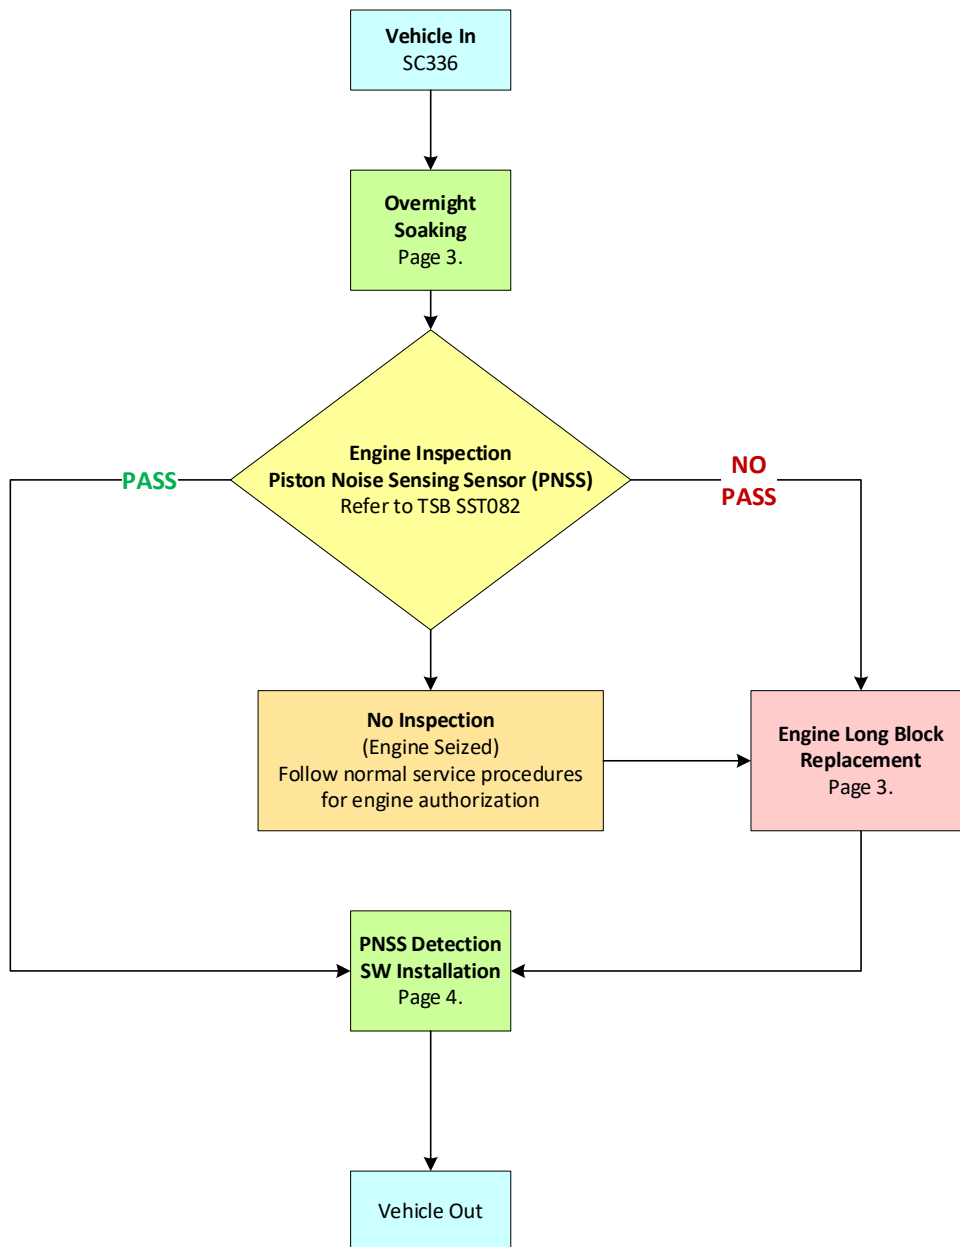 Vehicle In
SC336
Overnight
Soaking
Page 3.
Engine Inspection
Piston Noise Sensing Sensor (PNSS)
Refer to TSB SST082
PASS
NO
PASS
No Inspection
(Engine Seized)
Follow normal service procedures
for engine authorization
Engine Long Block
Replacement
Page 3.
PNSS Detection
SW Installation
Page 4.
Vehicle Out